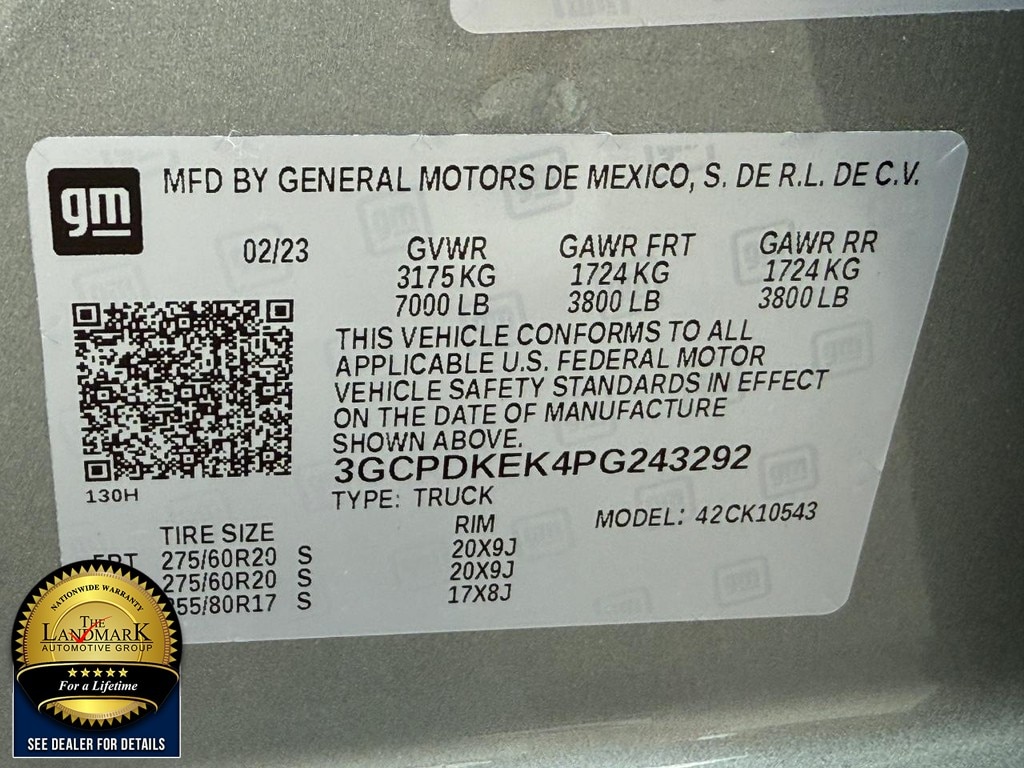 gm
MFD BY GENERAL MOTORS DE MEXICO, S. DE R.L. DE C.V.
02/23 GVWR GAWR FRT GAWR RR
3175 KG 1724 KG 1724 KG
7000 LB 3800 LB 3800 LB
THIS VEHICLE CONFORMS TO ALL
APPLICABLE U.S. FEDERAL MOTOR
VEHICLE SAFETY STANDARDS IN EFFECT
ON THE DATE OF MANUFACTURE
SHOWN ABOVE.
3GCPDKEK4PG243292
130H
TYPE: TRUCK
MODEL: 42CK10543
TIRE SIZE RIM
FRT 275/60R20 S 20X9J
275/60R20 S 20X9J
255/80R17 S 17X8J
NATIONWIDE WARRANTY
THE
LANDMARK
AUTOMOTIVE GROUP
For a Lifetime
SEE DEALER FOR DETAILS